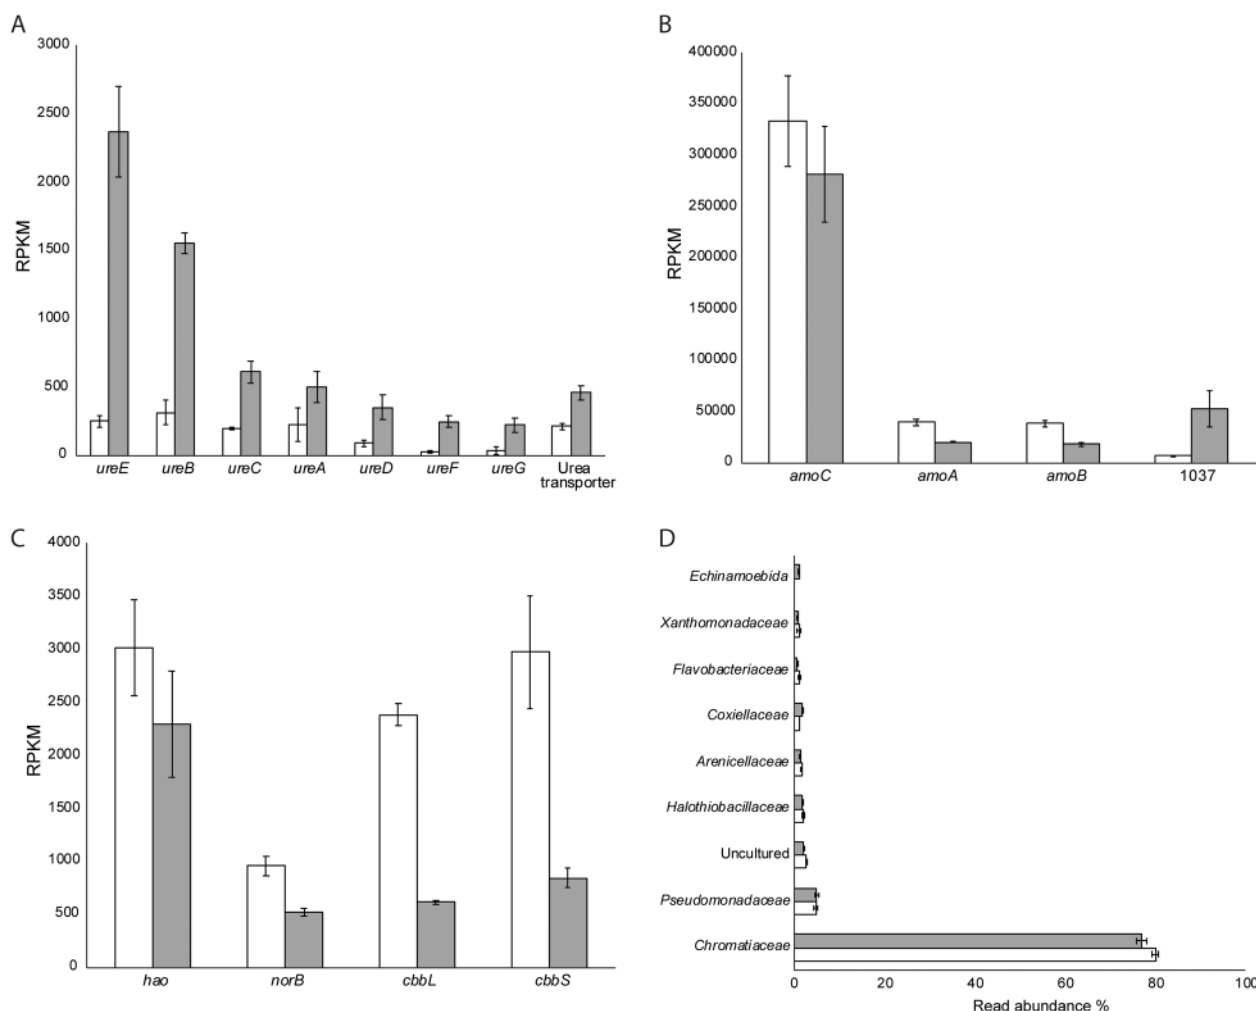 A
3000
2500
2000
1500
1000
500
0
RPKM
ureE ureB ureC ureA ureD ureF ureG Urea
transporter
B
400000
350000
300000
250000
200000
150000
100000
50000
0
RPKM
amoC amoA amoB 1037
C
4000
3500
3000
2500
2000
1500
1000
500
0
RPKM
hao norB cbbL cbbS
D
Echinamoebida
Xanthomonadaceae
Flavobacteriaceae
Coxiellaceae
Arenicellaceae
Halothiobacillaceae
Uncultured
Pseudomonadaceae
Chromatiaceae
0 20 40 60 80 100
Read abundance %